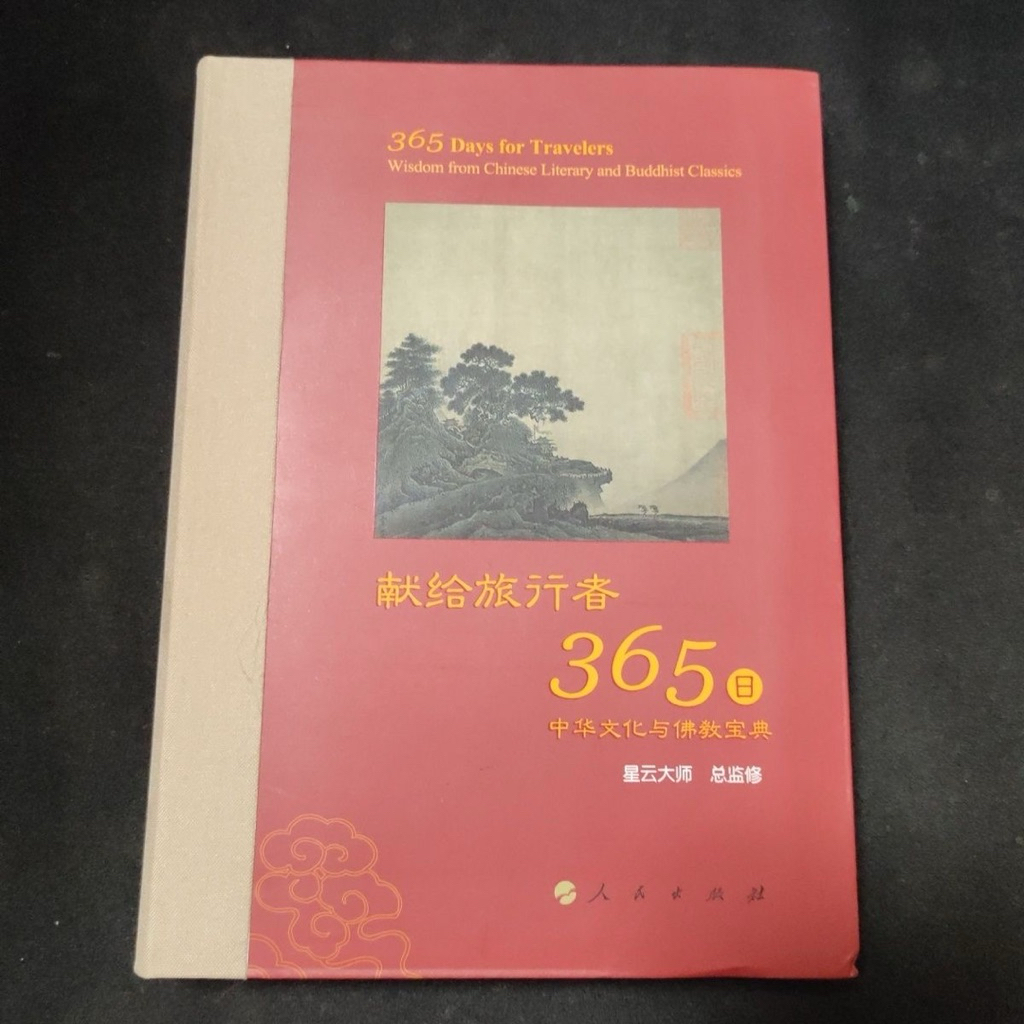 365 Days for Travelers
Wisdom from Chinese Literary and Buddhist Classics
献给旅行者
365日
中华文化与佛教宝典
星云大师 总监修
人民出版社